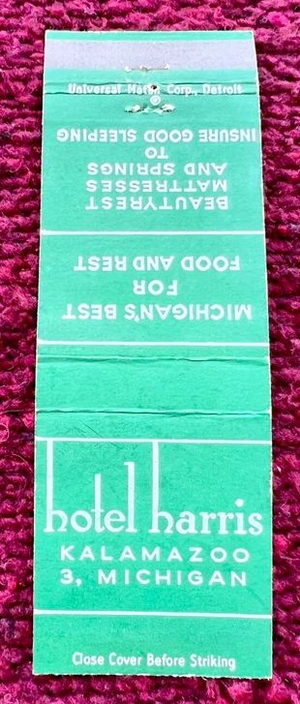 Universal Match Corp., Detroit
BEAUTYREST
MATTRESSES
AND SPRINGS
TO
INSURE GOOD SLEEPING
MICHIGAN'S BEST
FOR
FOOD AND REST
hotel harris
KALAMAZOO
3, MICHIGAN
Close Cover Before Striking